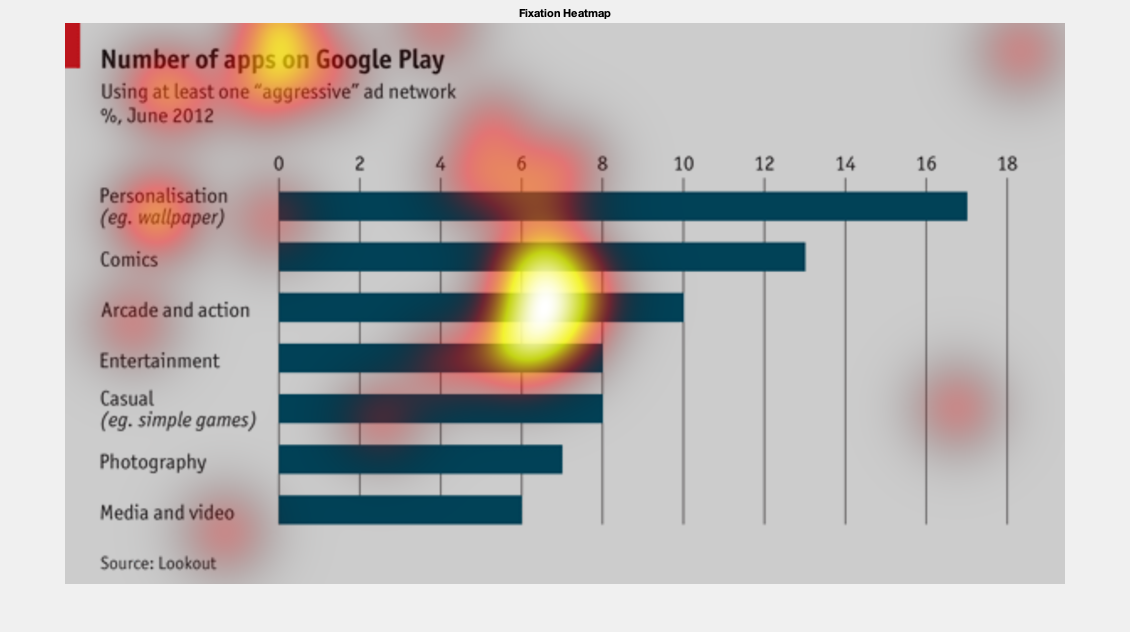 Fixation Heatmap
Number of apps on Google Play
Using at least one “aggressive” ad network
%, June 2012
0 2 4 6 8 10 12 14 16 18
Personalisation
(eg. wallpaper)
Comics
Arcade and action
Entertainment
Casual
(eg. simple games)
Photography
Media and video
Source: Lookout